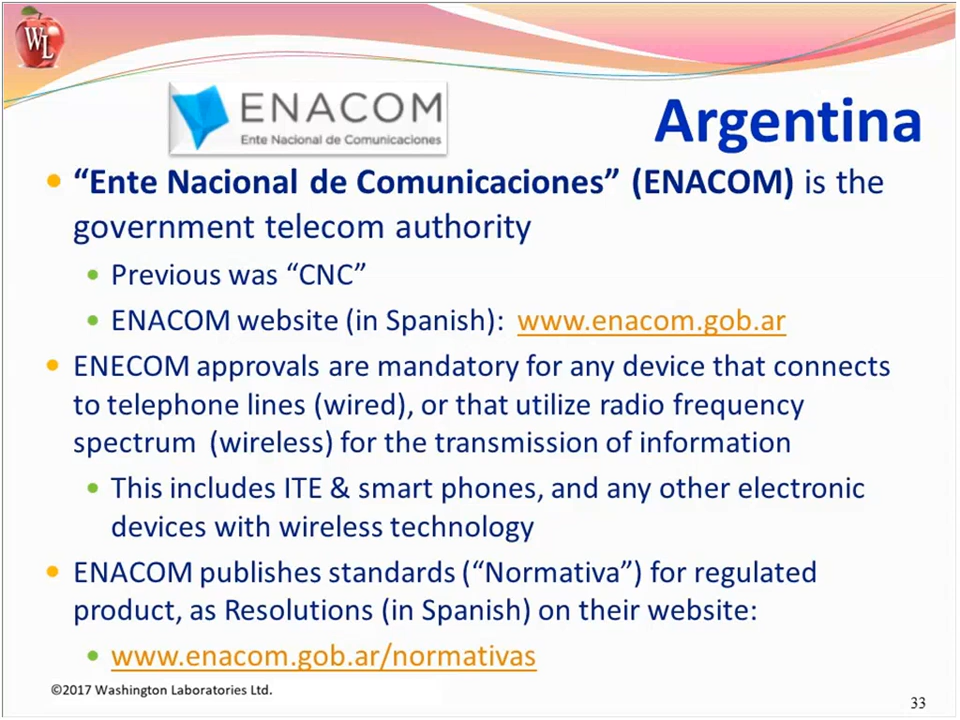 WL
ENACOM
Ente Nacional de Comunicaciones
Argentina
“Ente Nacional de Comunicaciones” (ENACOM) is the
government telecom authority
Previous was “CNC”
ENACOM website (in Spanish): www.enacom.gob.ar
ENECOM approvals are mandatory for any device that connects
to telephone lines (wired), or that utilize radio frequency
spectrum (wireless) for the transmission of information
This includes ITE & smart phones, and any other electronic
devices with wireless technology
ENACOM publishes standards (“Normativa”) for regulated
product, as Resolutions (in Spanish) on their website:
www.enacom.gob.ar/normativas
©2017 Washington Laboratories Ltd.
33